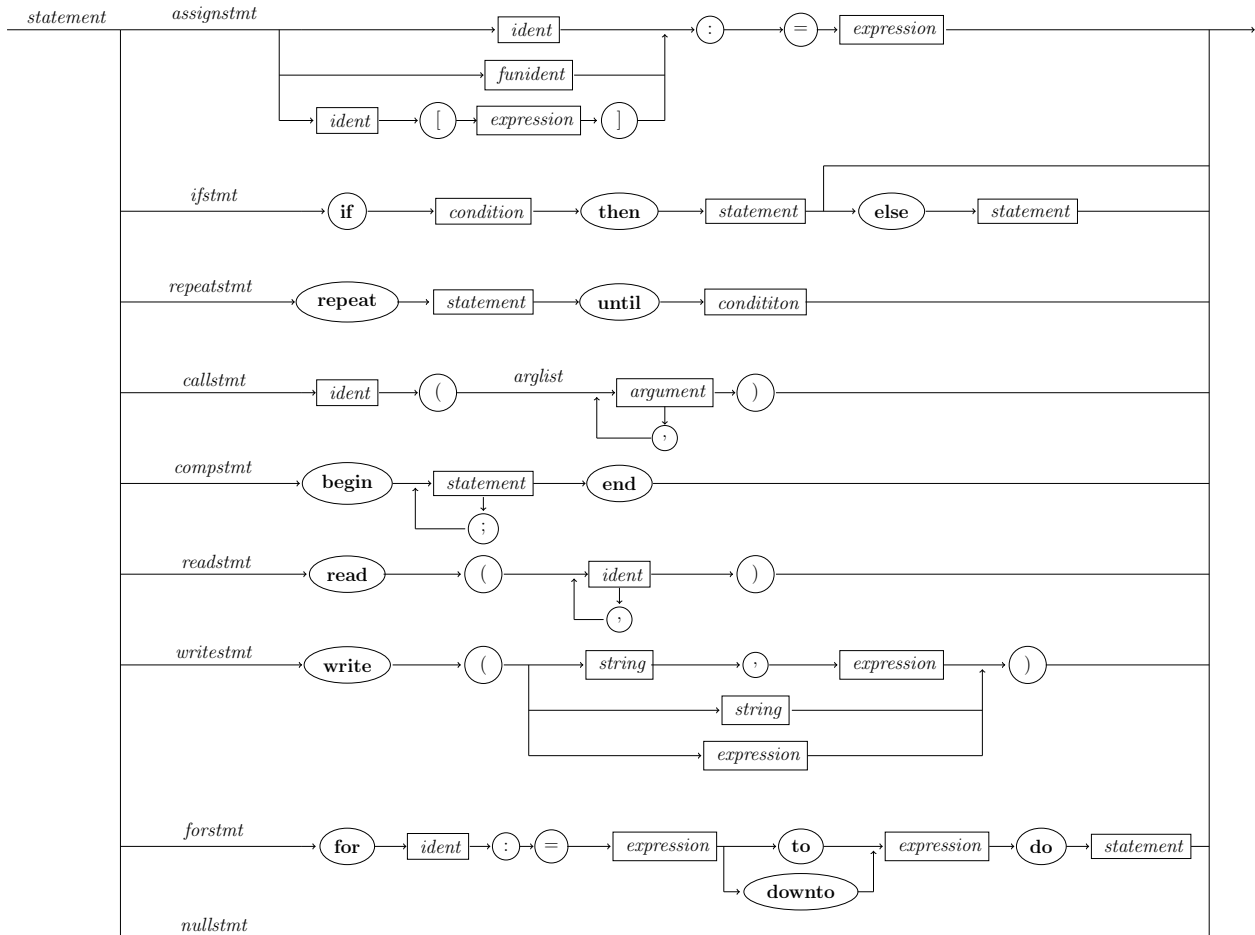 statement assignstmt ident : = expression
funident
ident [ expression ]
ifstmt if condition then statement else statement
repeatstmt repeat statement until condititon
callstmt ident ( arglist argument )
,
compstmt begin statement end
;
readstmt read ( ident )
,
writestmt write ( string , expression )
string
expression
forstmt for ident : = expression to expression do statement
downto
nullstmt